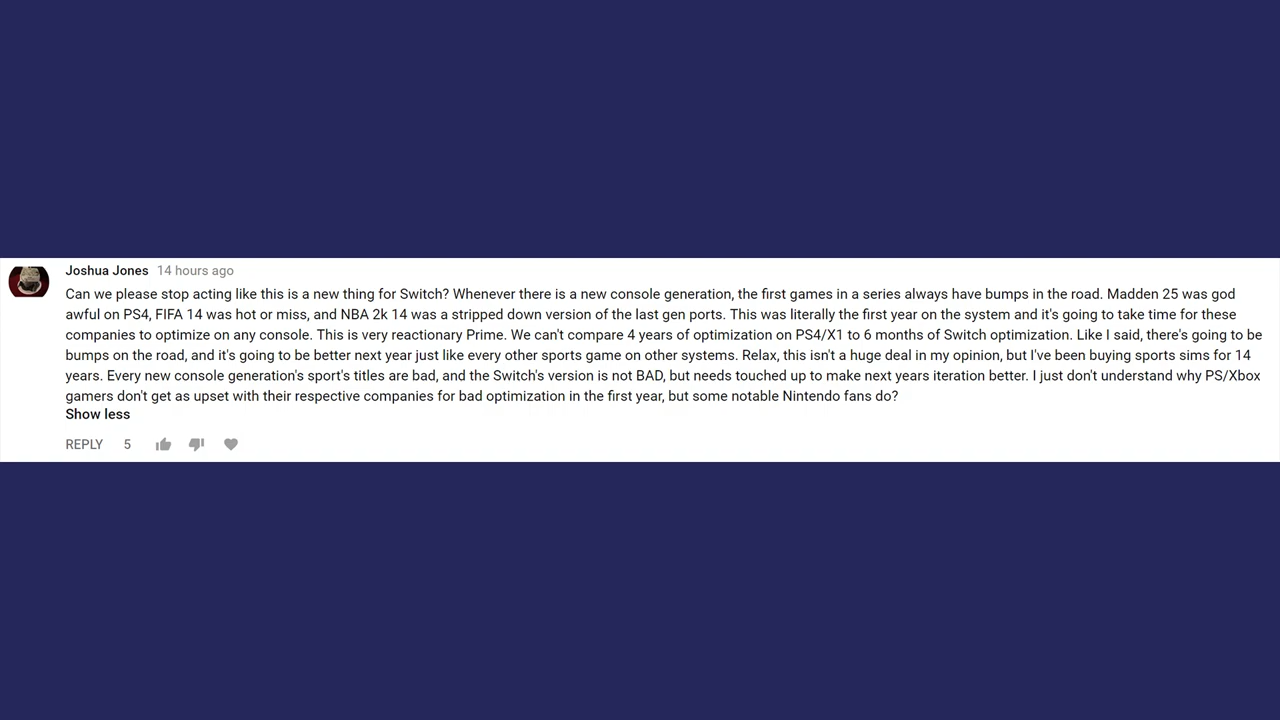 Joshua Jones 14 hours ago
Can we please stop acting like this is a new thing for Switch? Whenever there is a new console generation, the first games in a series always have bumps in the road. Madden 25 was god
awful on PS4, FIFA 14 was hot or miss, and NBA 2k 14 was a stripped down version of the last gen ports. This was literally the first year on the system and it's going to take time for these
companies to optimize on any console. This is very reactionary Prime. We can't compare 4 years of optimization on PS4/X1 to 6 months of Switch optimization. Like I said, there's going to be
bumps on the road, and it's going to be better next year just like every other sports game on other systems. Relax, this isn't a huge deal in my opinion, but I've been buying sports sims for 14
years. Every new console generation's sport's titles are bad, and the Switch's version is not BAD, but needs touched up to make next years iteration better. I just don't understand why PS/Xbox
gamers don't get as upset with their respective companies for bad optimization in the first year, but some notable Nintendo fans do?
Show less
REPLY 5